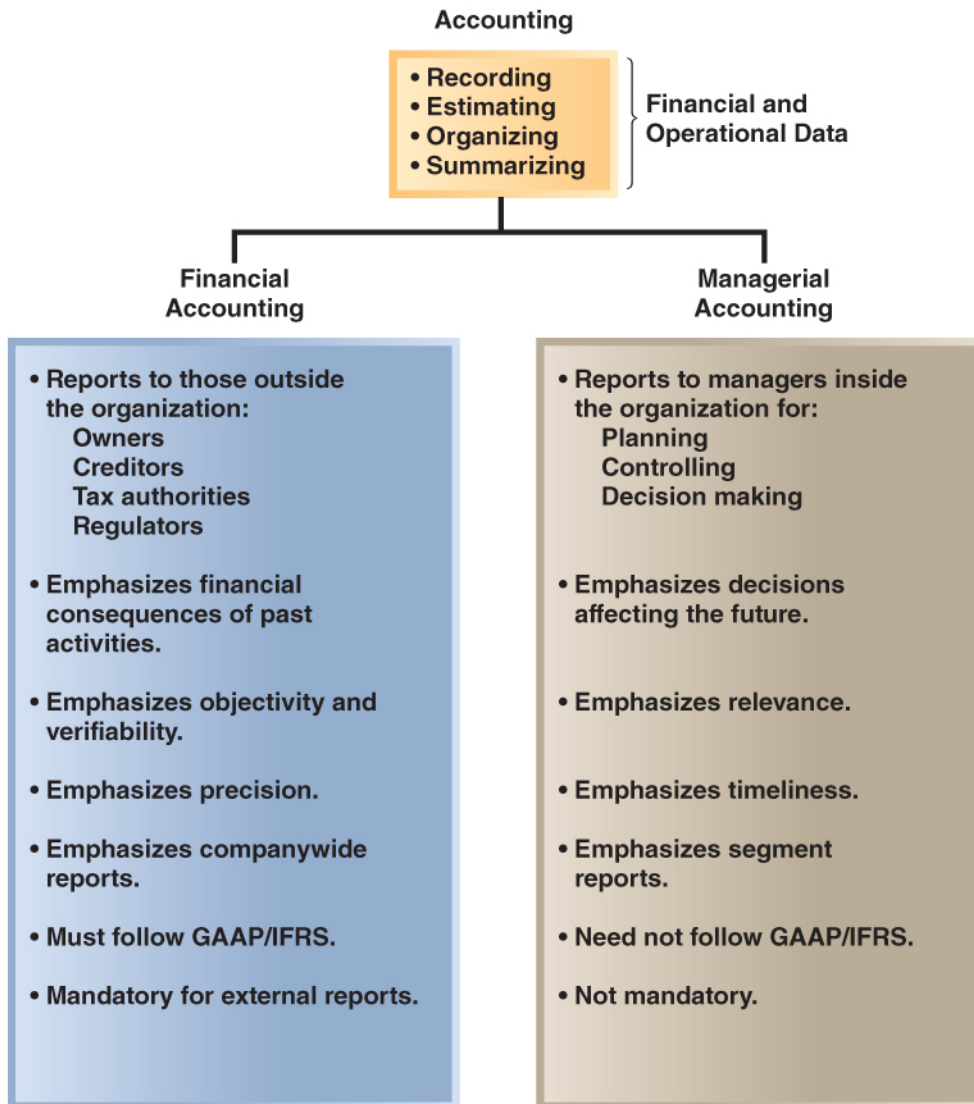 Accounting
• Recording
• Estimating
• Organizing
• Summarizing
Financial and
Operational Data
Financial
Accounting
• Reports to those outside
the organization:
Owners
Creditors
Tax authorities
Regulators
• Emphasizes financial
consequences of past
activities.
• Emphasizes objectivity and
verifiability.
• Emphasizes precision.
• Emphasizes companywide
reports.
• Must follow GAAP/IFRS.
• Mandatory for external reports.
Managerial
Accounting
• Reports to managers inside
the organization for:
Planning
Controlling
Decision making
• Emphasizes decisions
affecting the future.
• Emphasizes relevance.
• Emphasizes timeliness.
• Emphasizes segment
reports.
• Need not follow GAAP/IFRS.
• Not mandatory.